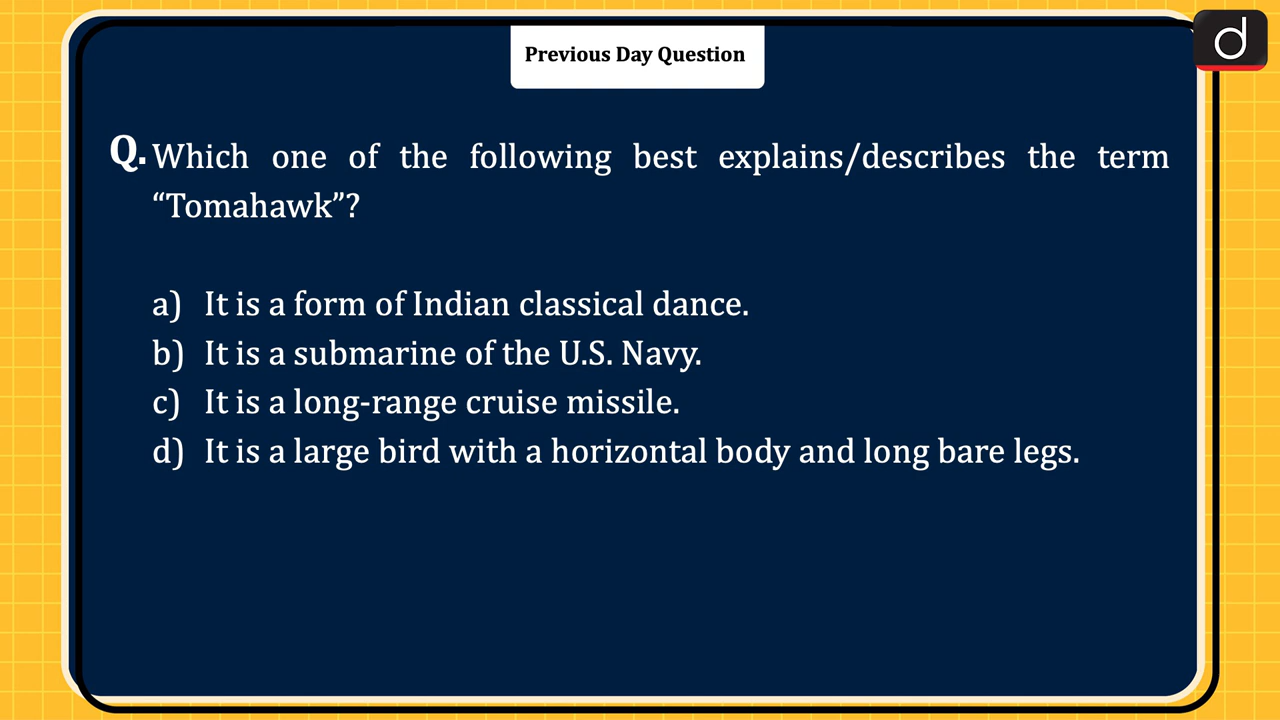 Previous Day Question
d
Q. Which one of the following best explains/describes the term
“Tomahawk”?
a) It is a form of Indian classical dance.
b) It is a submarine of the U.S. Navy.
c) It is a long-range cruise missile.
d) It is a large bird with a horizontal body and long bare legs.